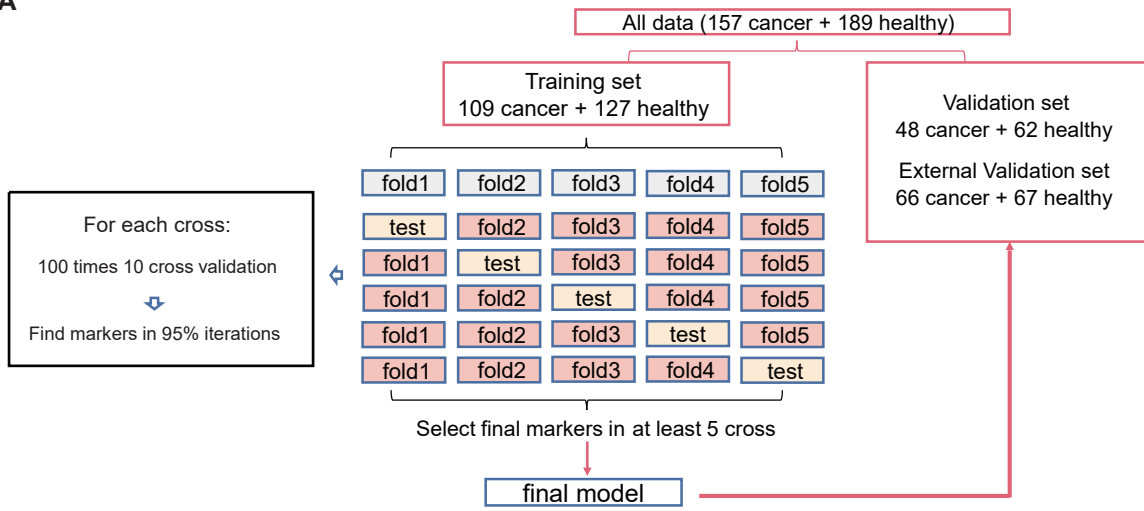 A
All data (157 cancer + 189 healthy)
Training set
109 cancer + 127 healthy
Validation set
48 cancer + 62 healthy
External Validation set
66 cancer + 67 healthy
fold1 fold2 fold3 fold4 fold5
test fold2 fold3 fold4 fold5
fold1 test fold3 fold4 fold5
fold1 fold2 test fold4 fold5
fold1 fold2 fold3 test fold5
fold1 fold2 fold3 fold4 test
For each cross:
100 times 10 cross validation
Find markers in 95% iterations
Select final markers in at least 5 cross
final model